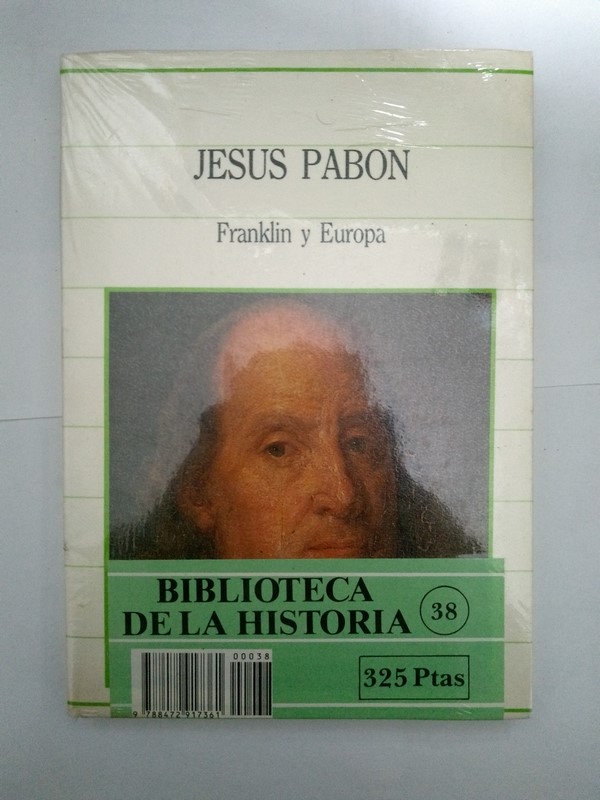 JESUS PABON
Franklin y Europa
BIBLIOTECA
DE LA HISTORIA
38
325 Ptas
00038
9 788472 917361